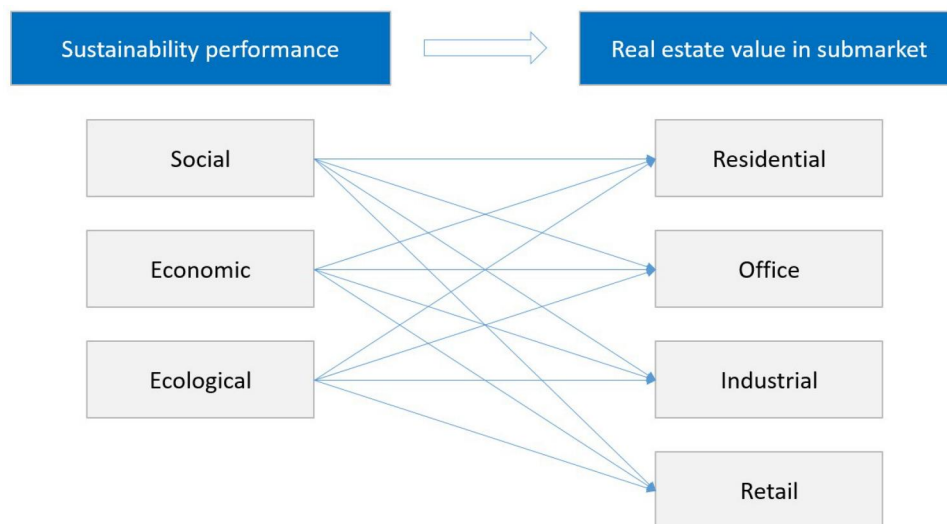 Sustainability performance
Real estate value in submarket
Social
Residential
Economic
Office
Ecological
Industrial
Retail